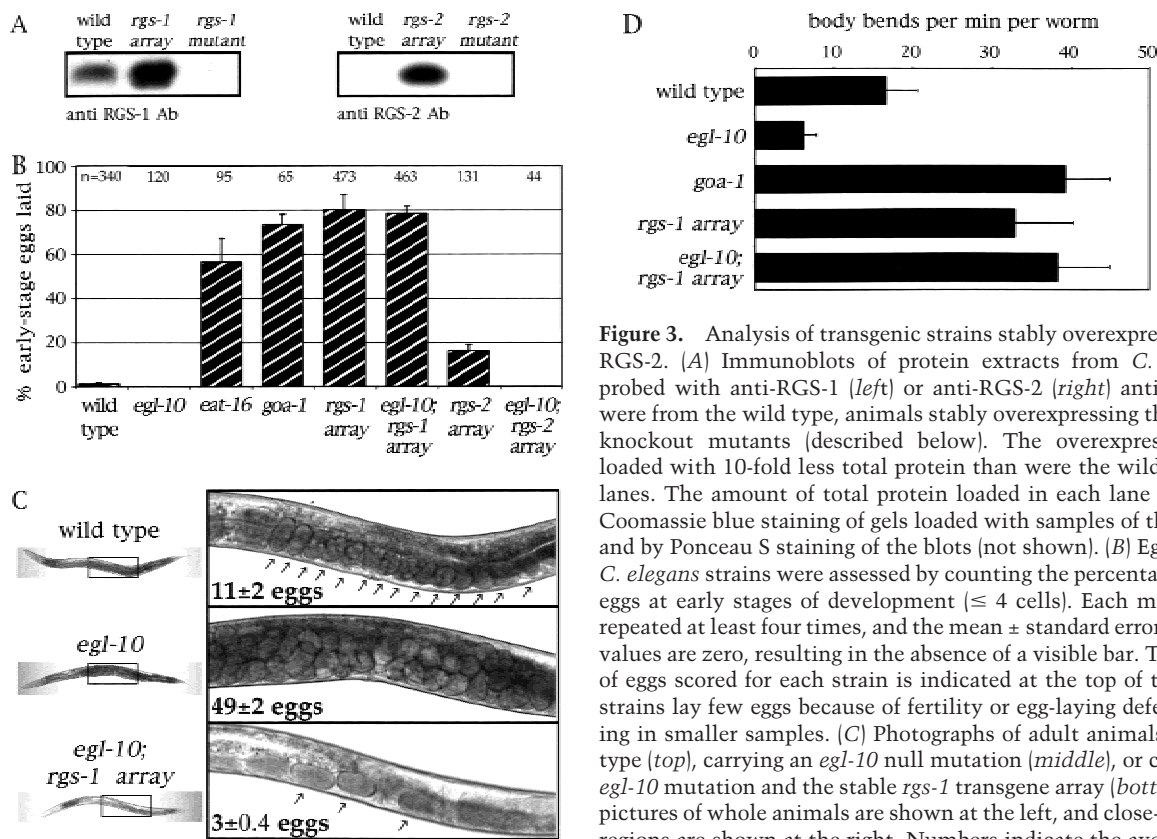 A
wild type
rgs-1 array
rgs-1 mutant
anti RGS-1 Ab
wild type
rgs-2 array
rgs-2 mutant
anti RGS-2 Ab
B
% early-stage eggs laid
100
80
60
40
20
0
n=340 120 95 65 473 463 131 44
wild type
egl-10
eat-16
goa-1
rgs-1 array
egl-10; rgs-1 array
rgs-2 array
egl-10; rgs-2 array
C
wild type
11±2 eggs
egl-10
49±2 eggs
egl-10;
rgs-1 array
3±0.4 eggs
D
body bends per min per worm
0 10 20 30 40 50
wild type
egl-10
goa-1
rgs-1 array
egl-10;
rgs-1 array
Figure 3. Analysis of transgenic strains stably overexpre
RGS-2. (A) Immunoblots of protein extracts from C.
probed with anti-RGS-1 (left) or anti-RGS-2 (right) anti
were from the wild type, animals stably overexpressing th
knockout mutants (described below). The overexpres
loaded with 10-fold less total protein than were the wild
lanes. The amount of total protein loaded in each lane
Coomassie blue staining of gels loaded with samples of th
and by Ponceau S staining of the blots (not shown). (B) Eg
C. elegans strains were assessed by counting the percenta
eggs at early stages of development (≤ 4 cells). Each m
repeated at least four times, and the mean ± standard error
values are zero, resulting in the absence of a visible bar. T
of eggs scored for each strain is indicated at the top of t
strains lay few eggs because of fertility or egg-laying defe
ing in smaller samples. (C) Photographs of adult animals
type (top), carrying an egl-10 null mutation (middle), or c
egl-10 mutation and the stable rgs-1 transgene array (bott
pictures of whole animals are shown at the left, and close-
regions are shown at the right. Numbers indicate the